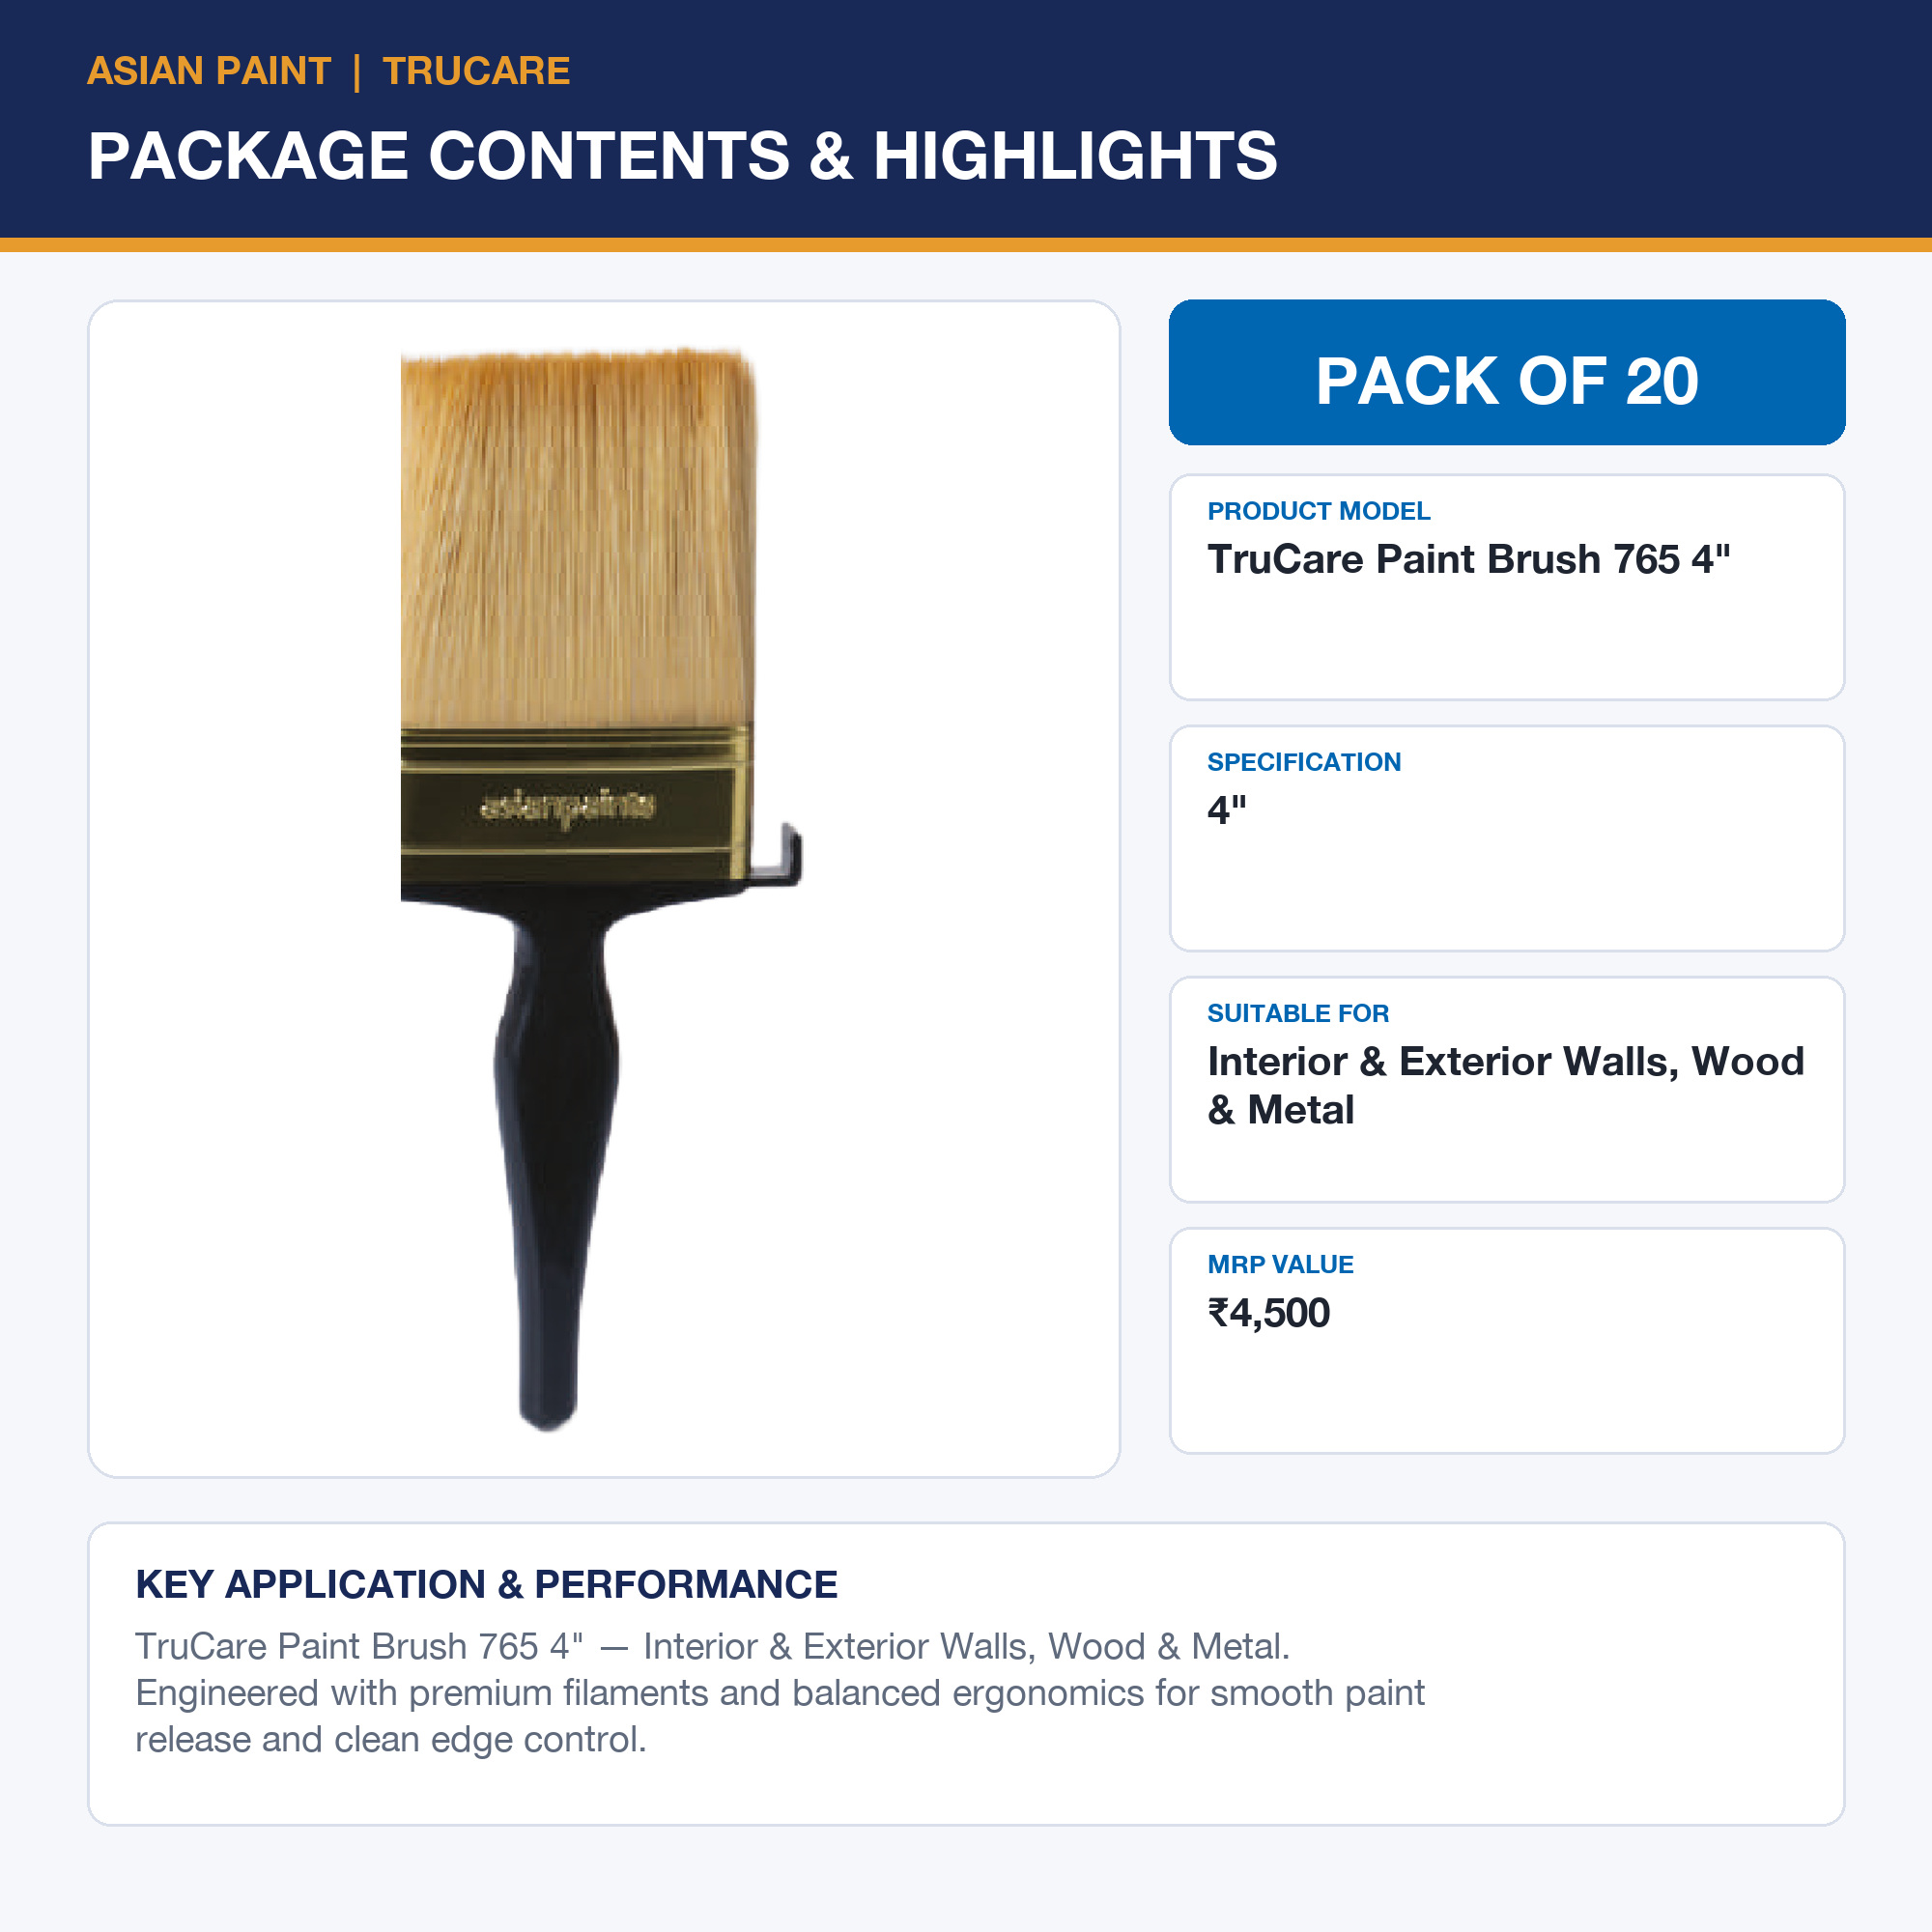 ASIAN PAINT | TRUCARE
PACKAGE CONTENTS & HIGHLIGHTS
asianpaints
PACK OF 20
PRODUCT MODEL
TruCare Paint Brush 765 4"
SPECIFICATION
4"
SUITABLE FOR
Interior & Exterior Walls, Wood
& Metal
MRP VALUE
₹4,500
KEY APPLICATION & PERFORMANCE
TruCare Paint Brush 765 4" — Interior & Exterior Walls, Wood & Metal.
Engineered with premium filaments and balanced ergonomics for smooth paint
release and clean edge control.